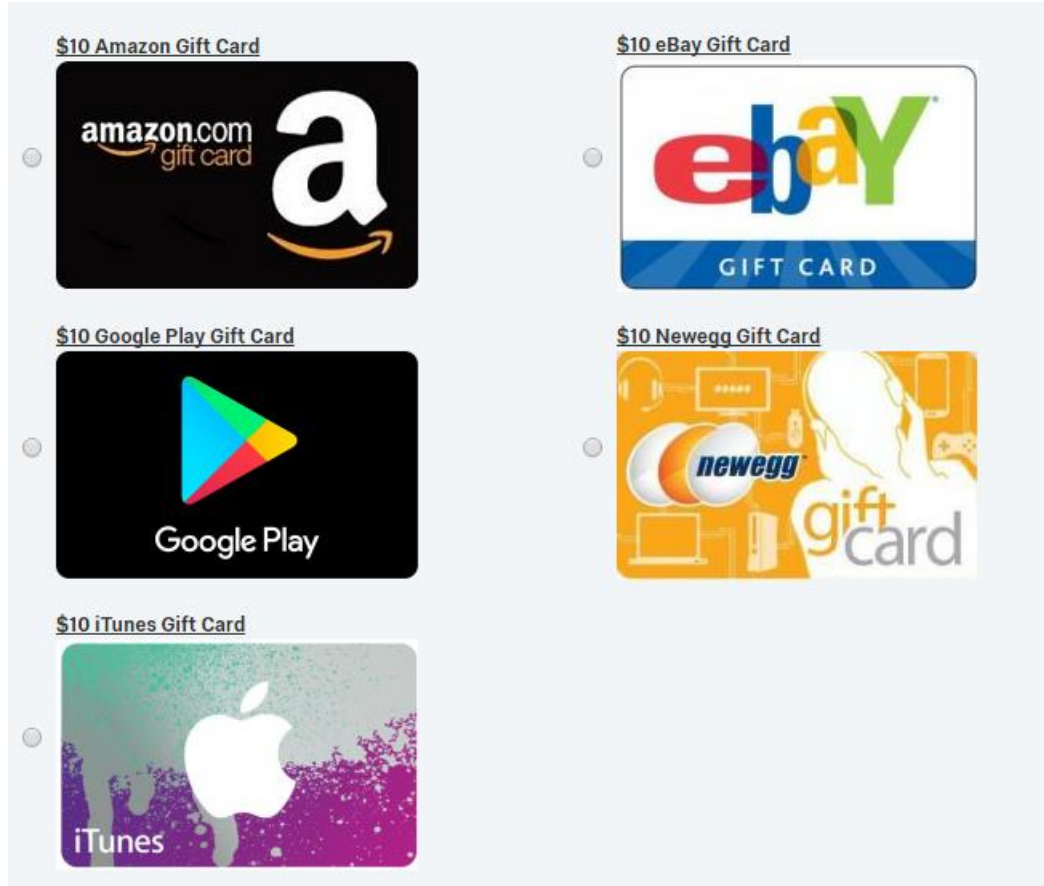 $10 Amazon Gift Card
amazon.com
gift card
a
$10 eBay Gift Card
ebaY
GIFT CARD
$10 Google Play Gift Card
Google Play
$10 Newegg Gift Card
newegg
gift
card
$10 iTunes Gift Card
iTunes